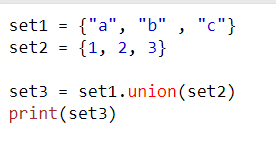 set1 = {"a", "b" , "c"}
set2 = {1, 2, 3}
set3 = set1.union(set2)
print(set3)